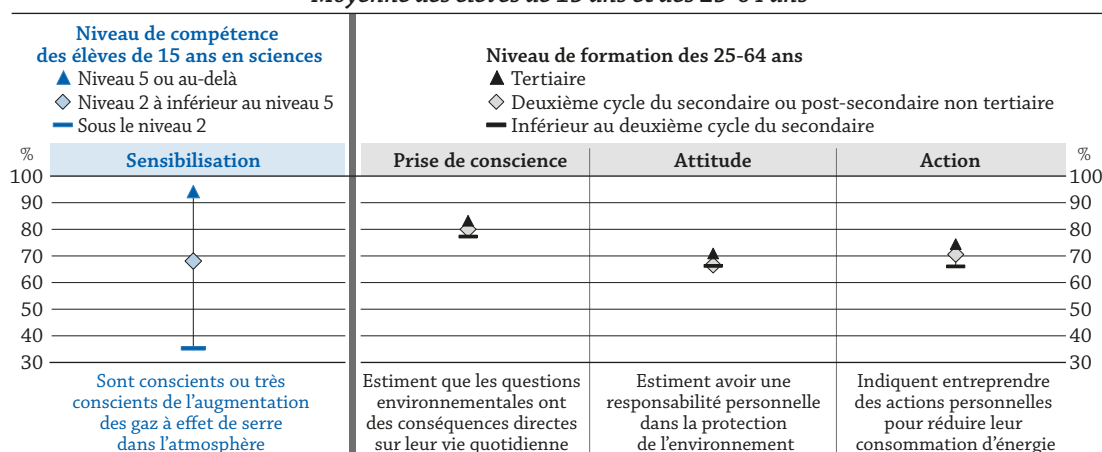 Moyenne des élèves de 15 ans et des 25-64 ans
Niveau de compétence
des élèves de 15 ans en sciences
Niveau 5 ou au-delà
Niveau 2 à inférieur au niveau 5
Sous le niveau 2
Niveau de formation des 25-64 ans
Tertiaire
Deuxième cycle du secondaire ou post-secondaire non tertiaire
Inférieur au deuxième cycle du secondaire
% Sensibilisation Prise de conscience Attitude Action %
100 100
90 90
80 80
70 70
60 60
50 50
40 40
30 30
Sont conscients ou très
conscients de l'augmentation
des gaz à effet de serre
dans l'atmosphère
Estiment que les questions
environnementales ont
des conséquences directes
sur leur vie quotidienne
Estiment avoir une
responsabilité personnelle
dans la protection
de l'environnement
Indiquent entreprendre
des actions personnelles
pour réduire leur
consommation d'énergie